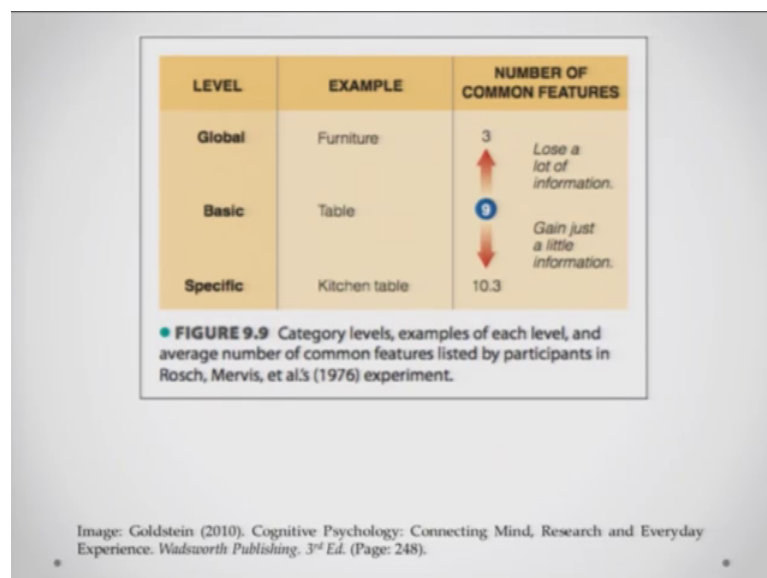 LEVEL EXAMPLE NUMBER OF
COMMON FEATURES
Global Furniture 3
Lose a
lot of
information.
Basic Table 9
Gain just
a little
information.
Specific Kitchen table 10.3
• FIGURE 9.9 Category levels, examples of each level, and
average number of common features listed by participants in
Rosch, Mervis, et al.'s (1976) experiment.
Image: Goldstein (2010). Cognitive Psychology: Connecting Mind, Research and Everyday
Experience. Wadsworth Publishing. 3rd Ed. (Page: 248).